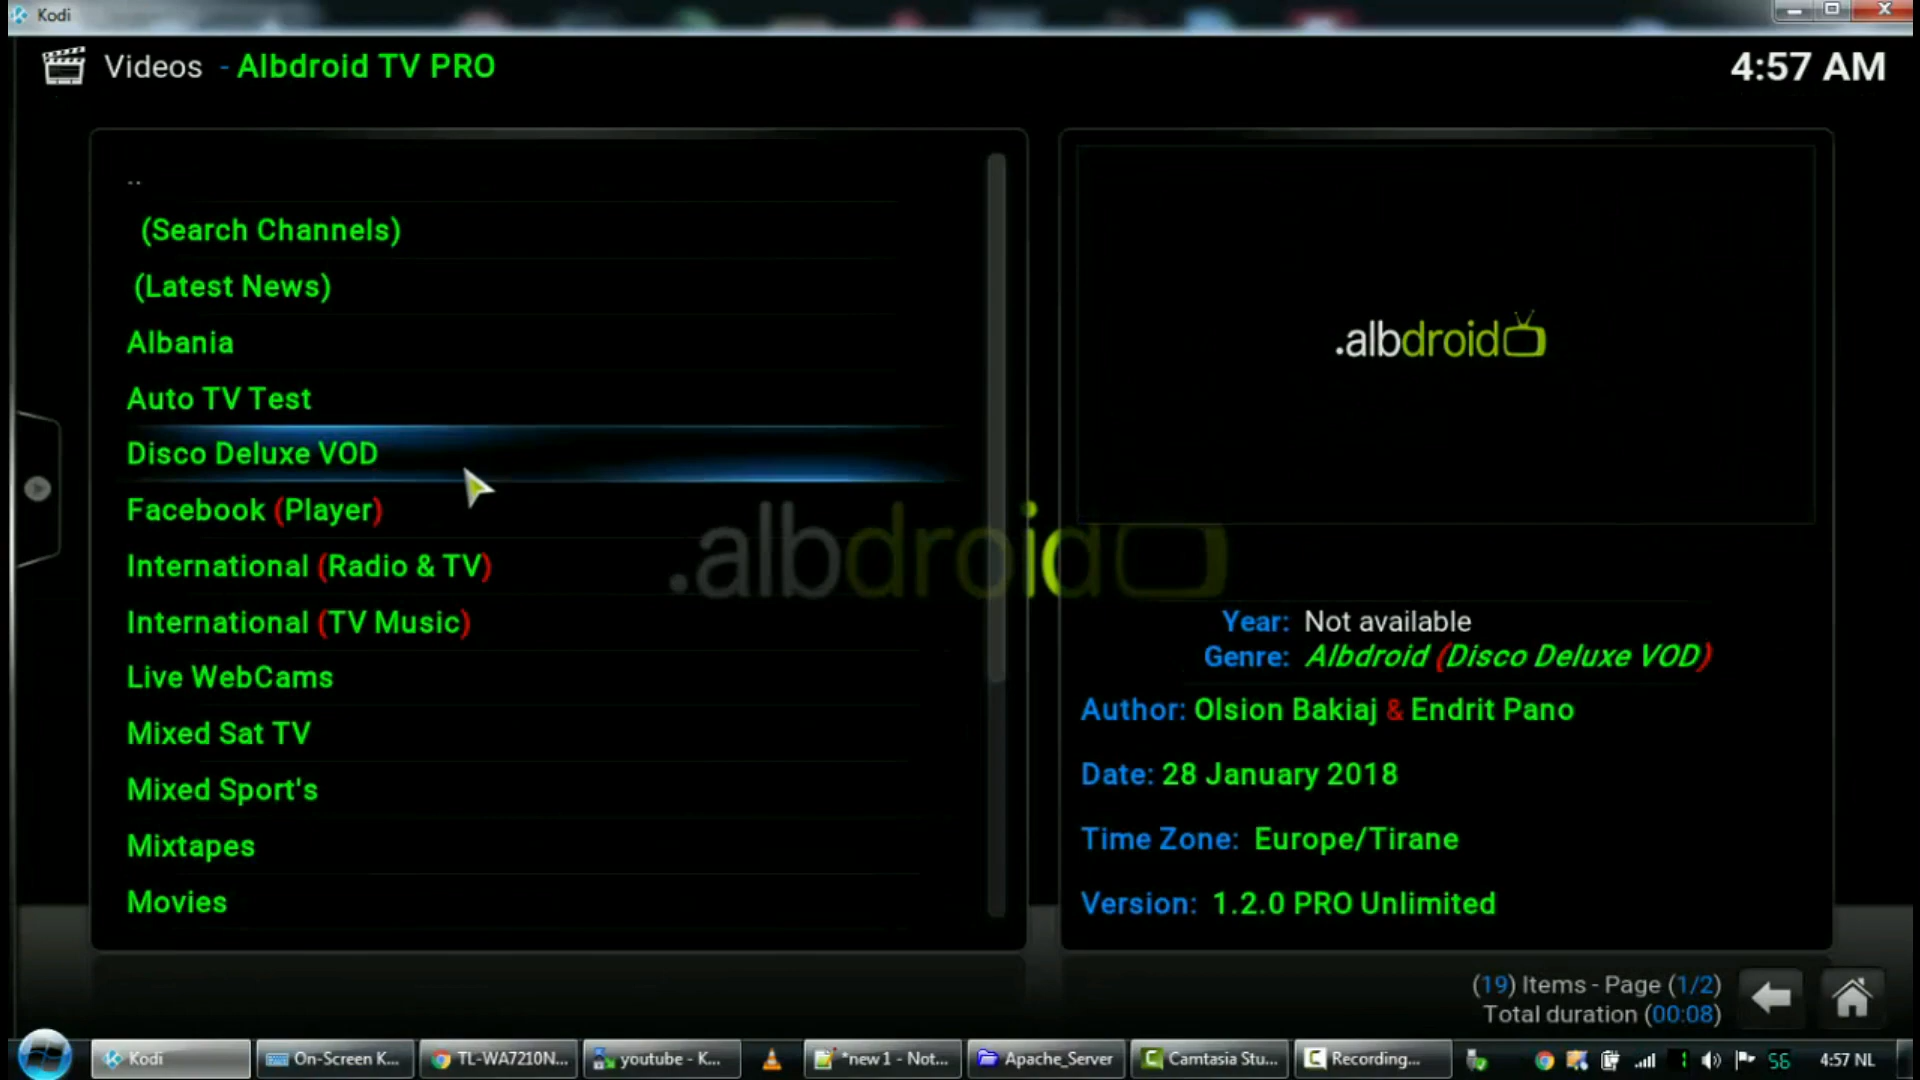 Kodi
Videos - Albdroid TV PRO
4:57 AM
..
(Search Channels)
(Latest News)
Albania
Auto TV Test
Disco Deluxe VOD
Facebook (Player)
International (Radio & TV)
International (TV Music)
Live WebCams
Mixed Sat TV
Mixed Sport's
Mixtapes
Movies
.albdroid
.albdroid
Year: Not available
Genre: Albdroid (Disco Deluxe VOD)
Author: Olsion Bakiaj & Endrit Pano
Date: 28 January 2018
Time Zone: Europe/Tirane
Version: 1.2.0 PRO Unlimited
(19) Items - Page (1/2)
Total duration (00:08)
Kodi
On-Screen K...
TL-WA7210N...
youtube - K...
*new 1 - Not...
Apache_Server
Camtasia Stu...
Recording...
56
4:57 NL